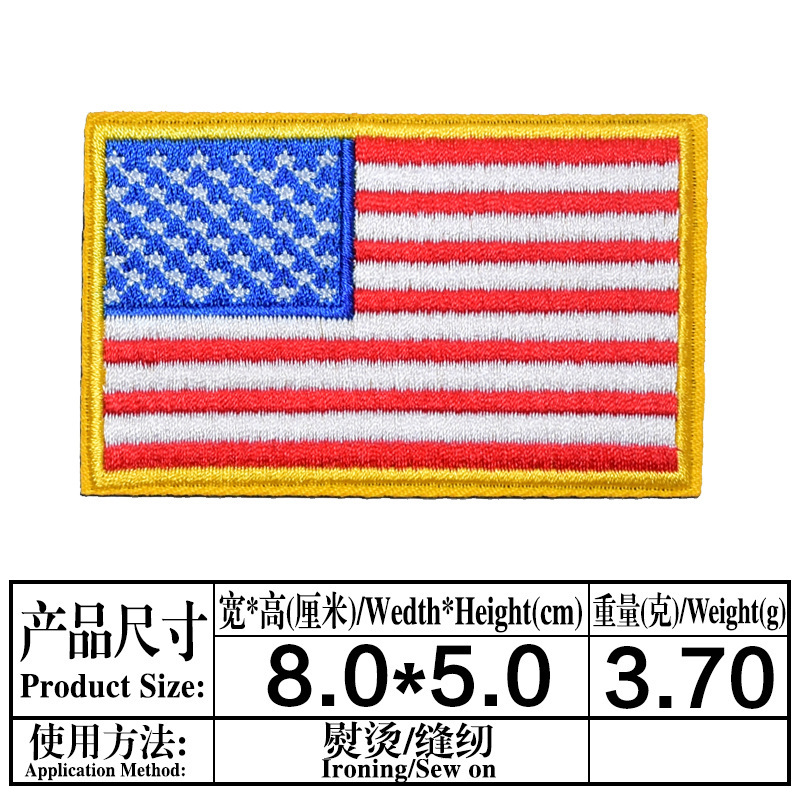 产品尺寸
Product Size:
宽*高(厘米)/Wedth*Height(cm)
重量(克)/Weight(g)
8.0*5.0
3.70
使用方法:
Application Method:
熨烫/缝纫
Ironing/Sew on